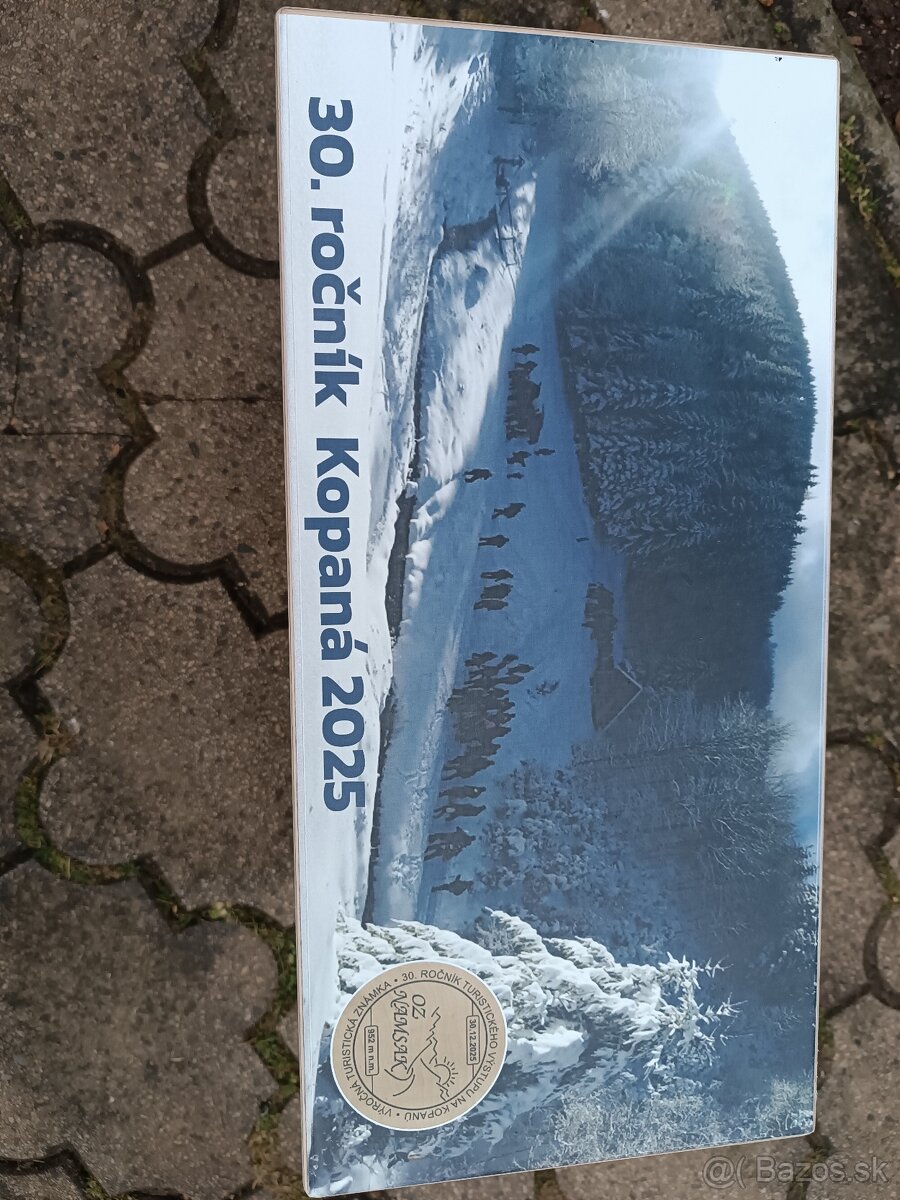 30. ročník Kopaná 2025
VÝROČNÁ TURISTICKÁ ZNÁMKA • 30. ROČNÍK TURISTICKÉHO VÝSTUPU NA KOPANÚ •
30.12.2025
OZ
NAMSAK
952 m n.m
@( Bazos.sk